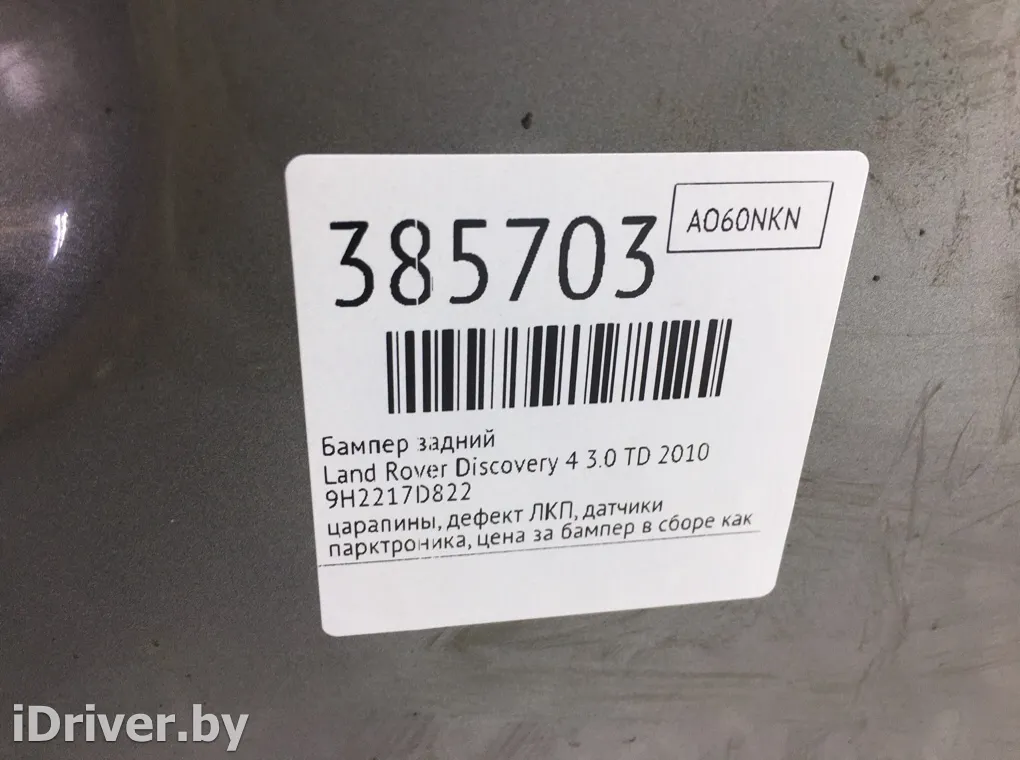 385703
AO60NKN
Бампер задний
Land Rover Discovery 4 3.0 TD 2010
9H2217D822
царапины, дефект ЛКП, датчики
парктроника, цена за бампер в сборе как
iDriver.by